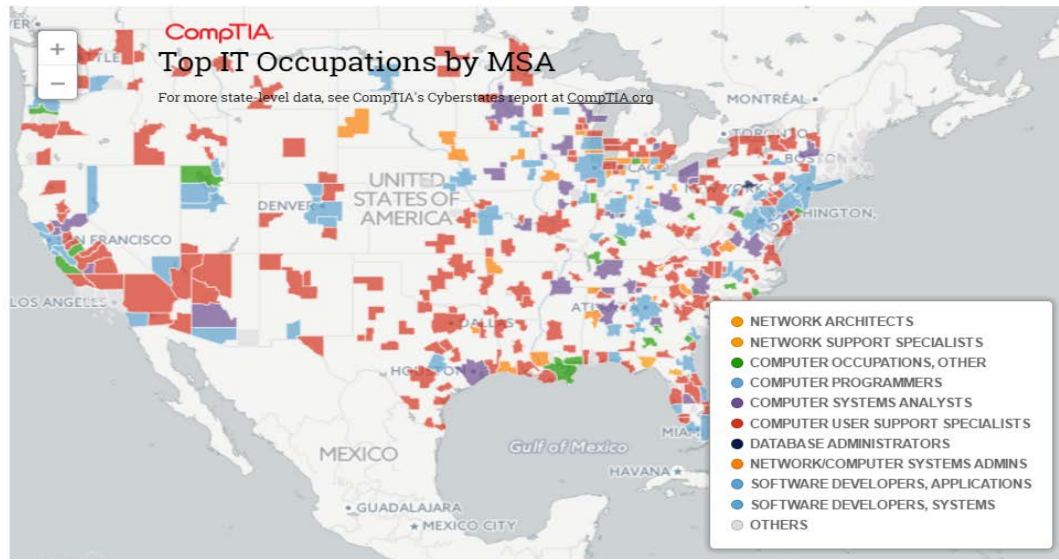 CompTIA.
Top IT Occupations by MSA
For more state-level data, see CompTIA's Cyberstates report at CompTIA.org
+
−
MONTRÉAL
TORONTO
BOSTON
UNITED
STATES OF
AMERICA
DENVER
SAN FRANCISCO
LOS ANGELES
DALLAS
HOUSTON
MEXICO
Gulf of Mexico
HAVANA
GUADALAJARA
MEXICO CITY
NETWORK ARCHITECTS
NETWORK SUPPORT SPECIALISTS
COMPUTER OCCUPATIONS, OTHER
COMPUTER PROGRAMMERS
COMPUTER SYSTEMS ANALYSTS
COMPUTER USER SUPPORT SPECIALISTS
DATABASE ADMINISTRATORS
NETWORK/COMPUTER SYSTEMS ADMINS
SOFTWARE DEVELOPERS, APPLICATIONS
SOFTWARE DEVELOPERS, SYSTEMS
OTHERS